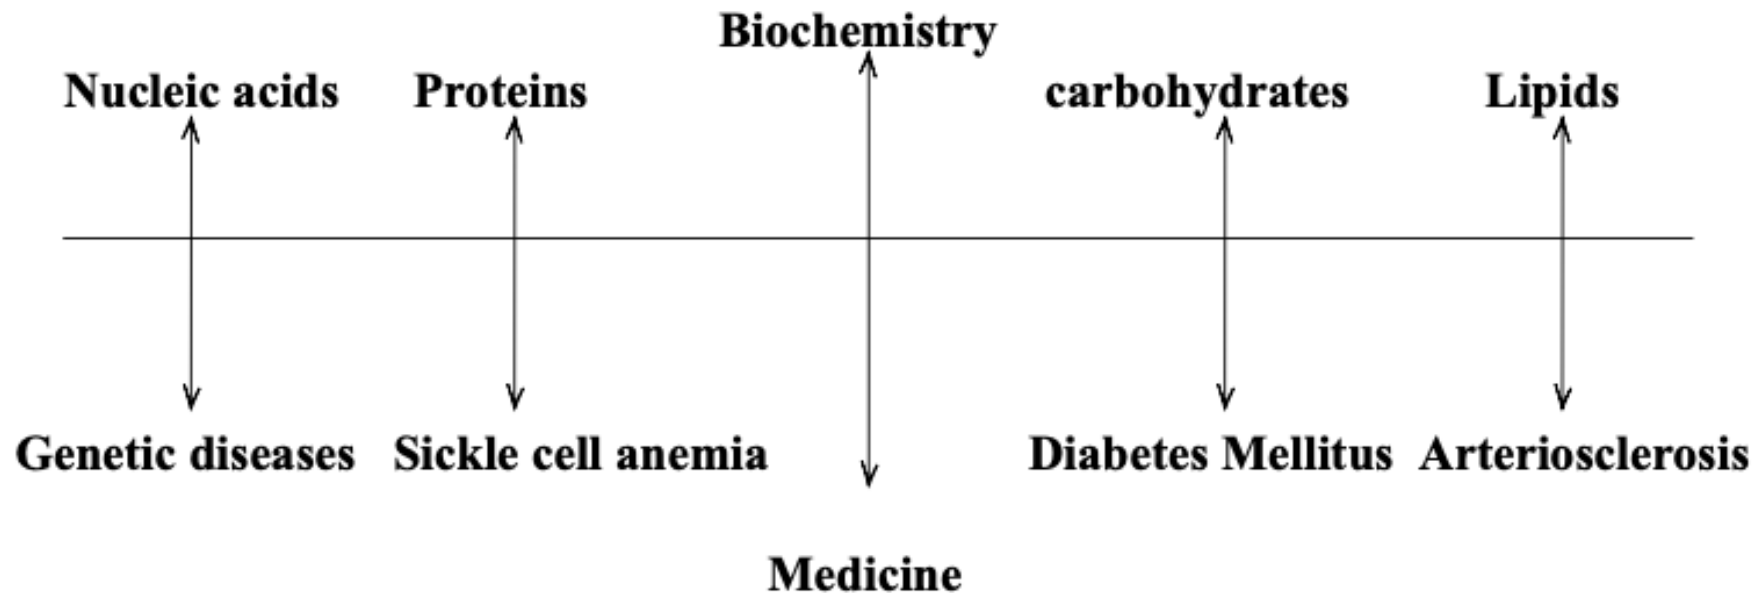 Biochemistry
Nucleic acids Proteins carbohydrates Lipids
Genetic diseases Sickle cell anemia Diabetes Mellitus Arteriosclerosis
Medicine